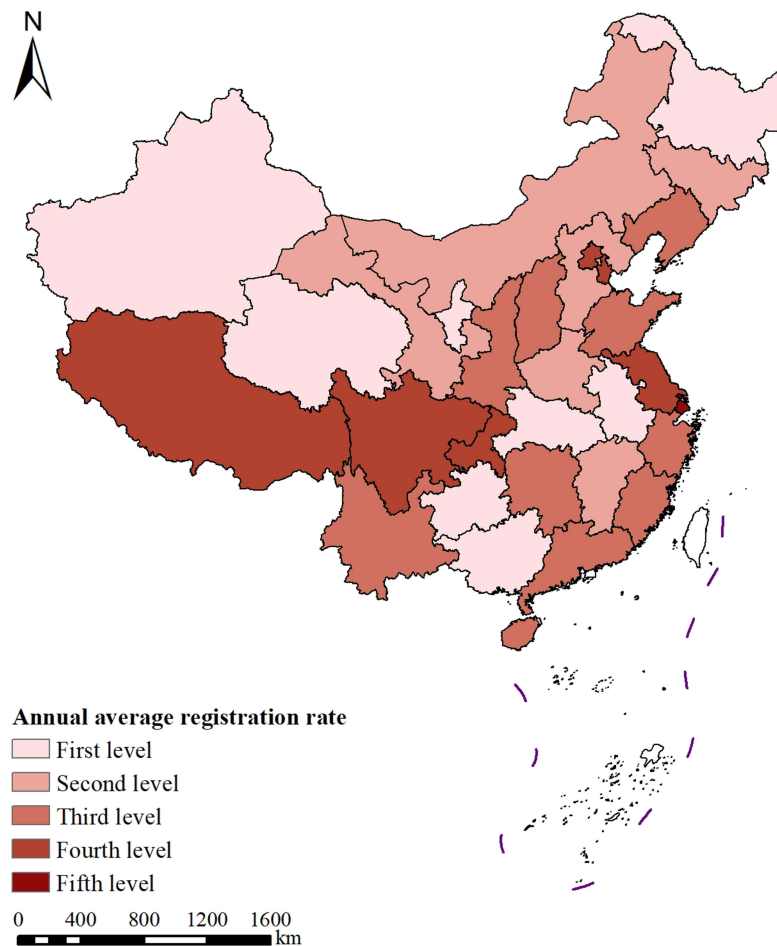 N
Annual average registration rate
First level
Second level
Third level
Fourth level
Fifth level
0 400 800 1200 1600
km